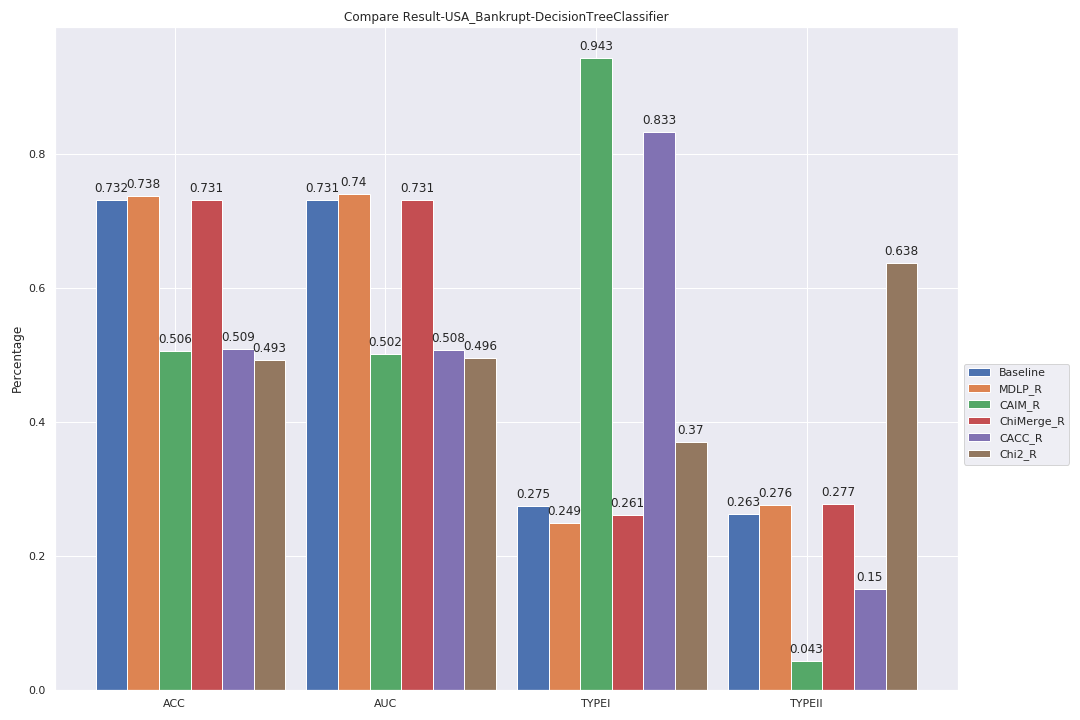 Compare Result-USA_Bankrupt-DecisionTreeClassifier
Percentage
0.8
0.6
0.4
0.2
0.0
0.732
0.738
0.506
0.731
0.509
0.493
0.731
0.74
0.502
0.731
0.508
0.496
0.275
0.249
0.943
0.261
0.833
0.37
0.263
0.276
0.043
0.277
0.15
0.638
ACC
AUC
TYPEI
TYPEII
Baseline
MDLP_R
CAIM_R
ChiMerge_R
CACC_R
Chi2_R